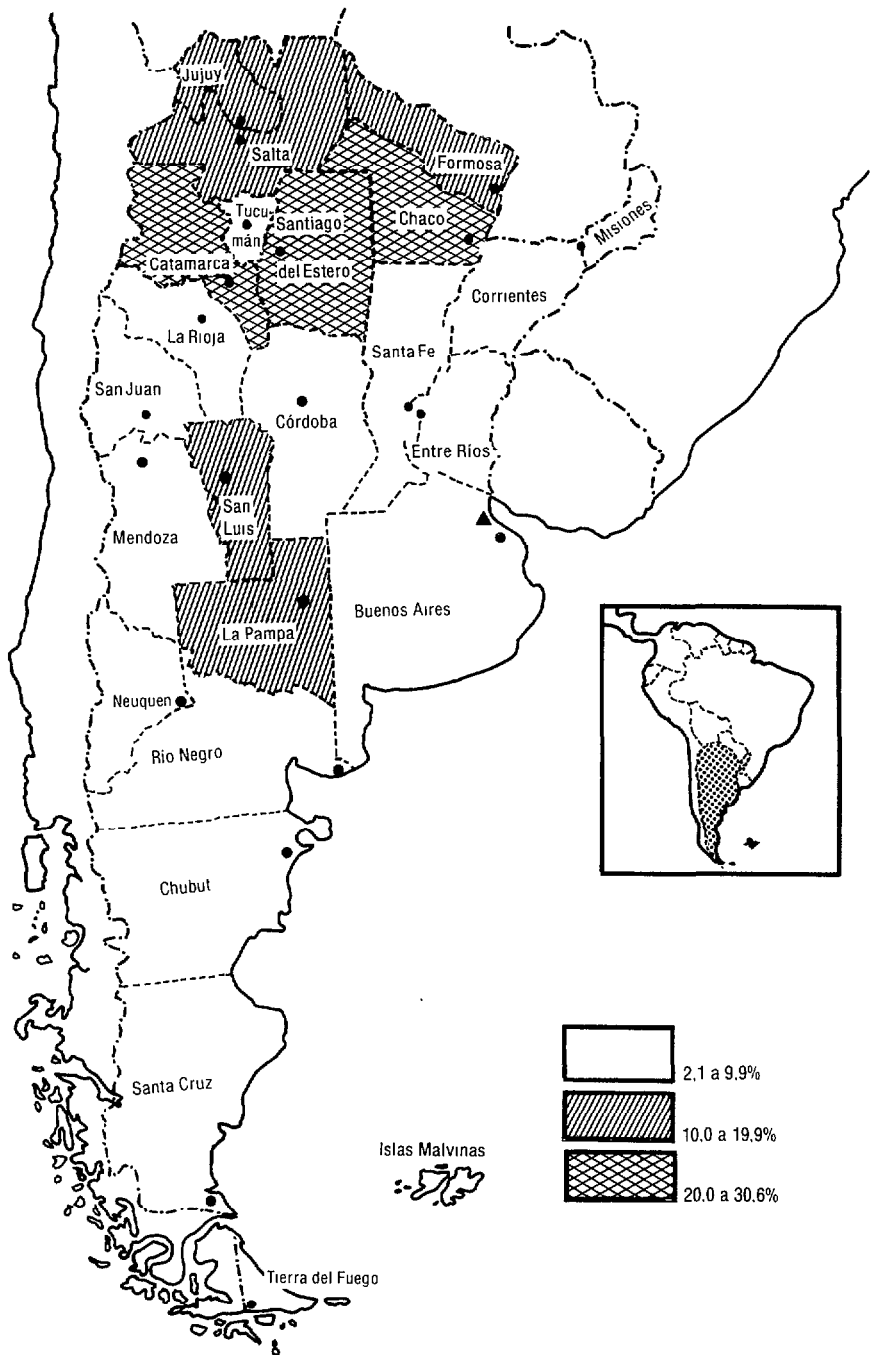 Jujuy
Salta
Formosa
Tucu
mán
Santiago
del Estero
Chaco
Misiones
Catamarca
Corrientes
La Rioja
Santa Fe
San Juan
Córdoba
Entre Ríos
San
Luis
Mendoza
Buenos Aires
La Pampa
Neuquen
Rio Negro
Chubut
Santa Cruz
2,1 a 9.9%
10,0 a 19,9%
20.0 a 30.6%
Islas Malvinas
Tierra del Fuego